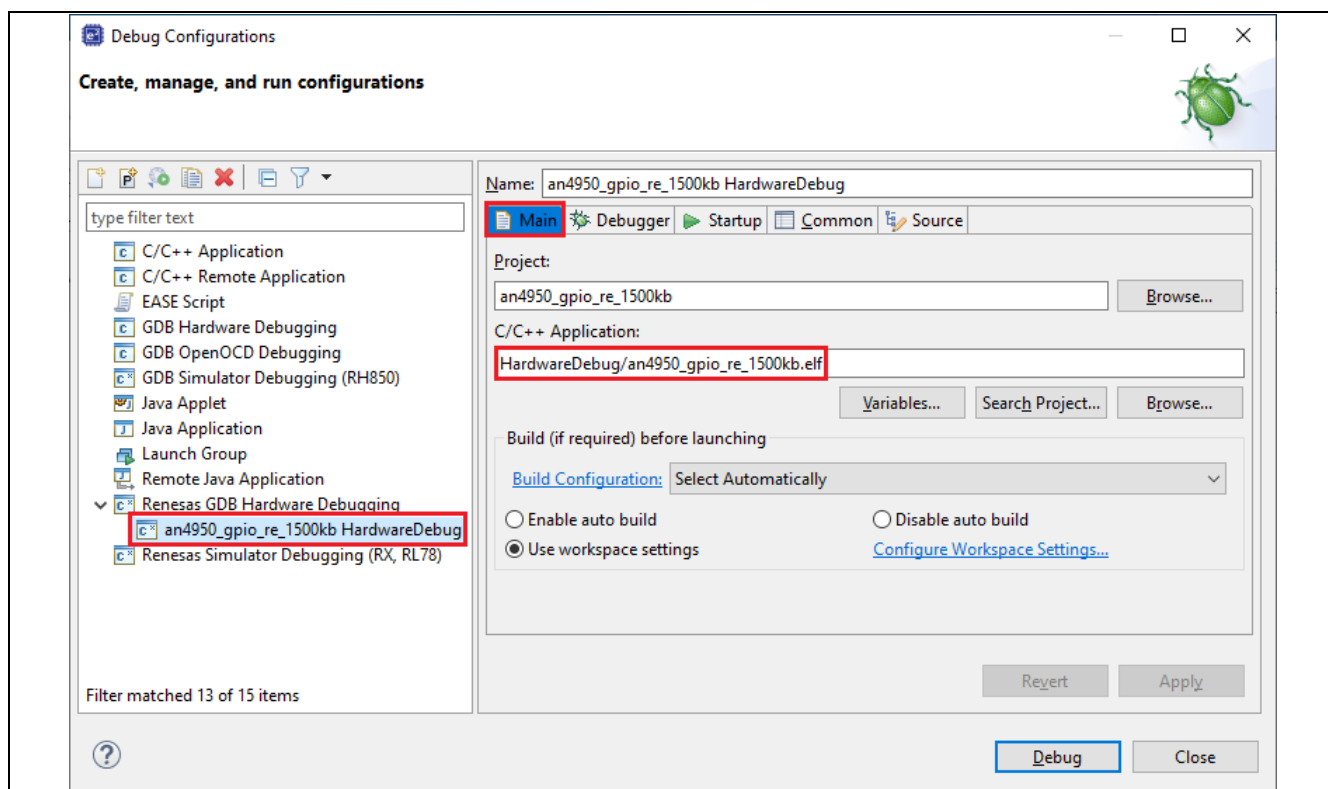 Debug Configurations
Create, manage, and run configurations
type filter text
C/C++ Application
C/C++ Remote Application
EASE Script
GDB Hardware Debugging
GDB OpenOCD Debugging
GDB Simulator Debugging (RH850)
Java Applet
Java Application
Launch Group
Remote Java Application
Renesas GDB Hardware Debugging
an4950_gpio_re_1500kb HardwareDebug
Renesas Simulator Debugging (RX, RL78)
Filter matched 13 of 15 items
Name: an4950_gpio_re_1500kb HardwareDebug
Main Debugger Startup Common Source
Project:
an4950_gpio_re_1500kb Browse...
C/C++ Application:
HardwareDebug/an4950_gpio_re_1500kb.elf
Variables... Search Project... Browse...
Build (if required) before launching
Build Configuration: Select Automatically
Enable auto build Disable auto build
Use workspace settings Configure Workspace Settings...
Revert Apply
Debug Close